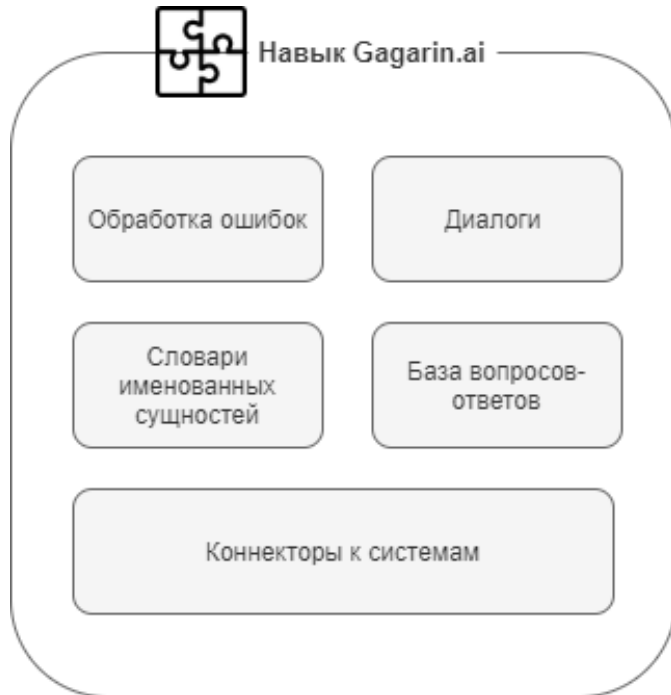 Навык Gagarin.ai
Обработка ошибок
Диалоги
Словари
именованных
сущностей
База вопросов-
ответов
Коннекторы к системам